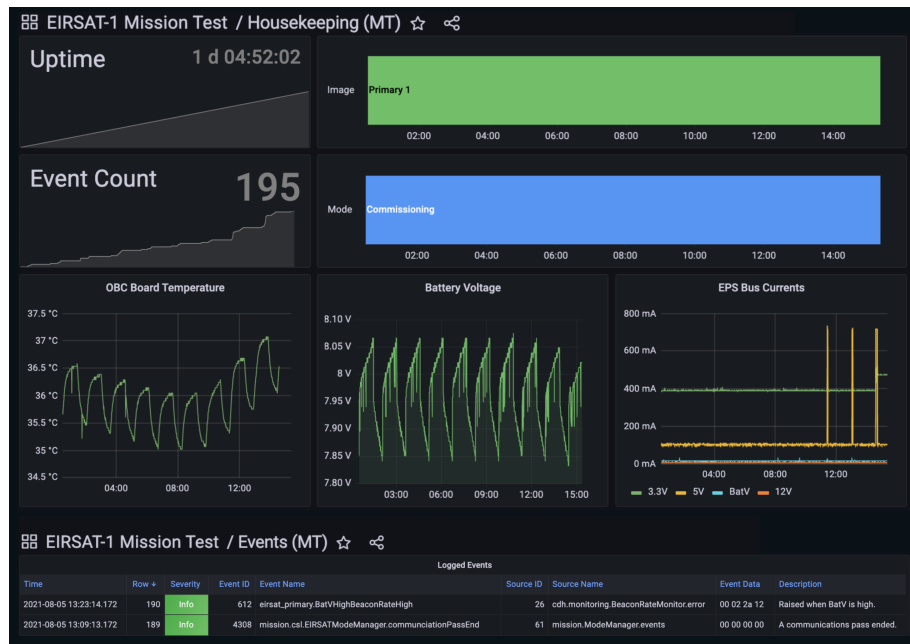 EIRSAT-1 Mission Test / Housekeeping (MT)
Uptime 1 d 04:52:02
Image Primary 1
02:00 04:00 06:00 08:00 10:00 12:00 14:00
Event Count 195
Mode Commissioning
02:00 04:00 06:00 08:00 10:00 12:00 14:00
OBC Board Temperature
37.5 °C
37 °C
36.5 °C
36 °C
35.5 °C
35 °C
34.5 °C
04:00 08:00 12:00
Battery Voltage
8.10 V
8.05 V
8 V
7.95 V
7.90 V
7.85 V
7.80 V
03:00 06:00 09:00 12:00 15:00
EPS Bus Currents
800 mA
600 mA
400 mA
200 mA
0 mA
04:00 08:00 12:00
3.3V 5V BatV 12V
EIRSAT-1 Mission Test / Events (MT)
Logged Events
Time Row Severity Event ID Event Name Source ID Source Name Event Data Description
2021-08-05 13:23:14.172 190 Info 612 eirsat_primary.BatVHighBeaconRateHigh 26 cdh.monitoring.BeaconRateMonitor.error 00 02 2a 12 Raised when BatV is high.
2021-08-05 13:09:13.172 189 Info 4308 mission.csl.EIRSATModeManager.communciationPassEnd 61 mission.ModeManager.events 00 00 00 00 A communications pass ended.